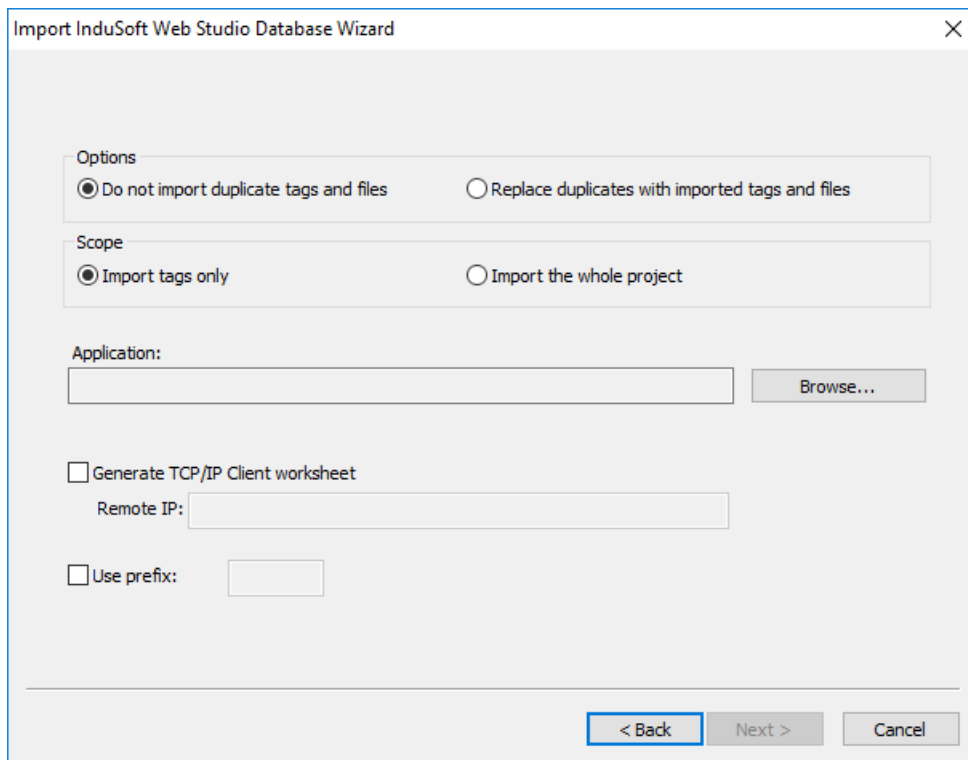 Import InduSoft Web Studio Database Wizard
Options
Do not import duplicate tags and files Replace duplicates with imported tags and files
Scope
Import tags only Import the whole project
Application:
Browse...
Generate TCP/IP Client worksheet
Remote IP:
Use prefix:
< Back Next > Cancel